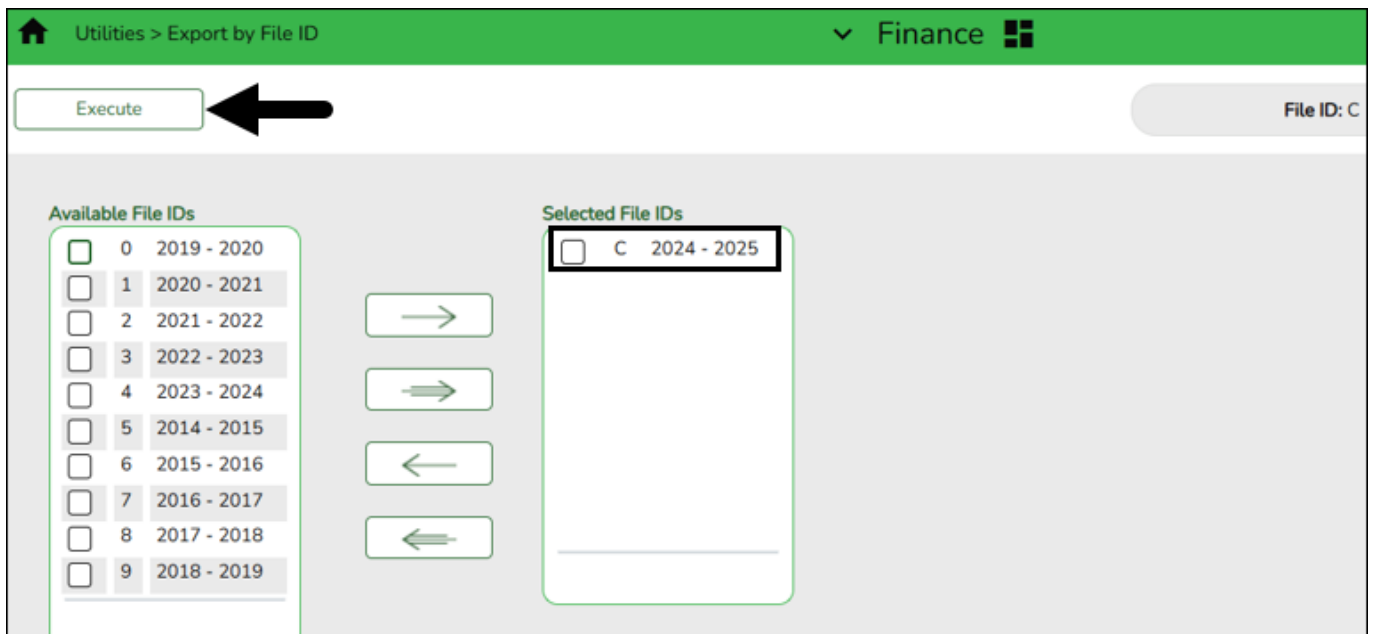 Utilities > Export by File ID
Finance
Execute
File ID: C
Available File IDs
0 2019 - 2020
1 2020 - 2021
2 2021 - 2022
3 2022 - 2023
4 2023 - 2024
5 2014 - 2015
6 2015 - 2016
7 2016 - 2017
8 2017 - 2018
9 2018 - 2019
Selected File IDs
C 2024 - 2025